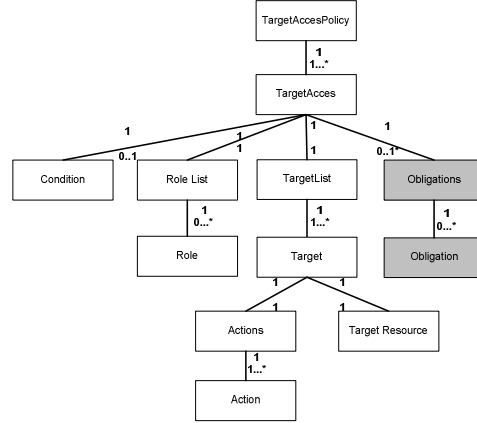 TargetAccesPolicy
1
1...*
TargetAcces
1
1
1
1
0..1
1
1
0..1*
Condition
Role List
TargetList
Obligations
1
0...*
1
1...*
1
0...*
Role
Target
Obligation
1
1
1
1
Actions
Target Resource
1
1...*
Action